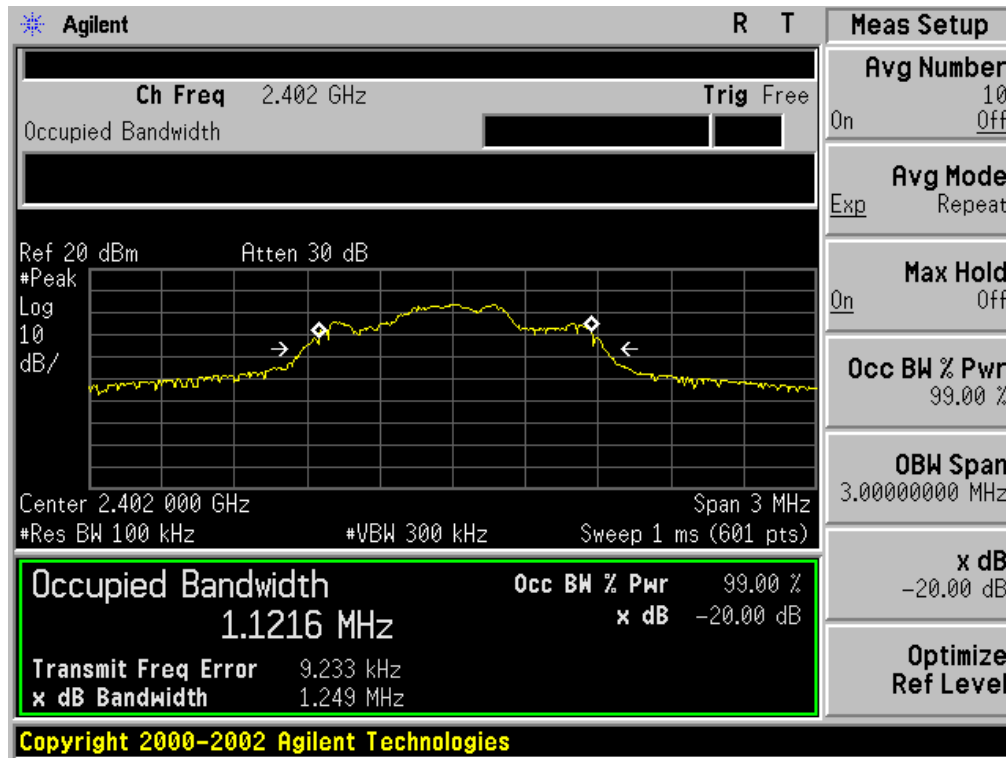 Agilent R T
Ch Freq 2.402 GHz Trig Free
Occupied Bandwidth
Ref 20 dBm Atten 30 dB
#Peak
Log
10
dB/
Center 2.402 000 GHz Span 3 MHz
#Res BW 100 kHz #VBW 300 kHz Sweep 1 ms (601 pts)
Occupied Bandwidth Occ BW % Pwr 99.00 %
1.1216 MHz x dB -20.00 dB
Transmit Freq Error 9.233 kHz
x dB Bandwidth 1.249 MHz
Copyright 2000-2002 Agilent Technologies
Meas Setup
Avg Number
10
On Off
Avg Mode
Exp Repeat
Max Hold
On Off
Occ BW % Pwr
99.00 %
OBW Span
3.00000000 MHz
x dB
-20.00 dB
Optimize
Ref Level